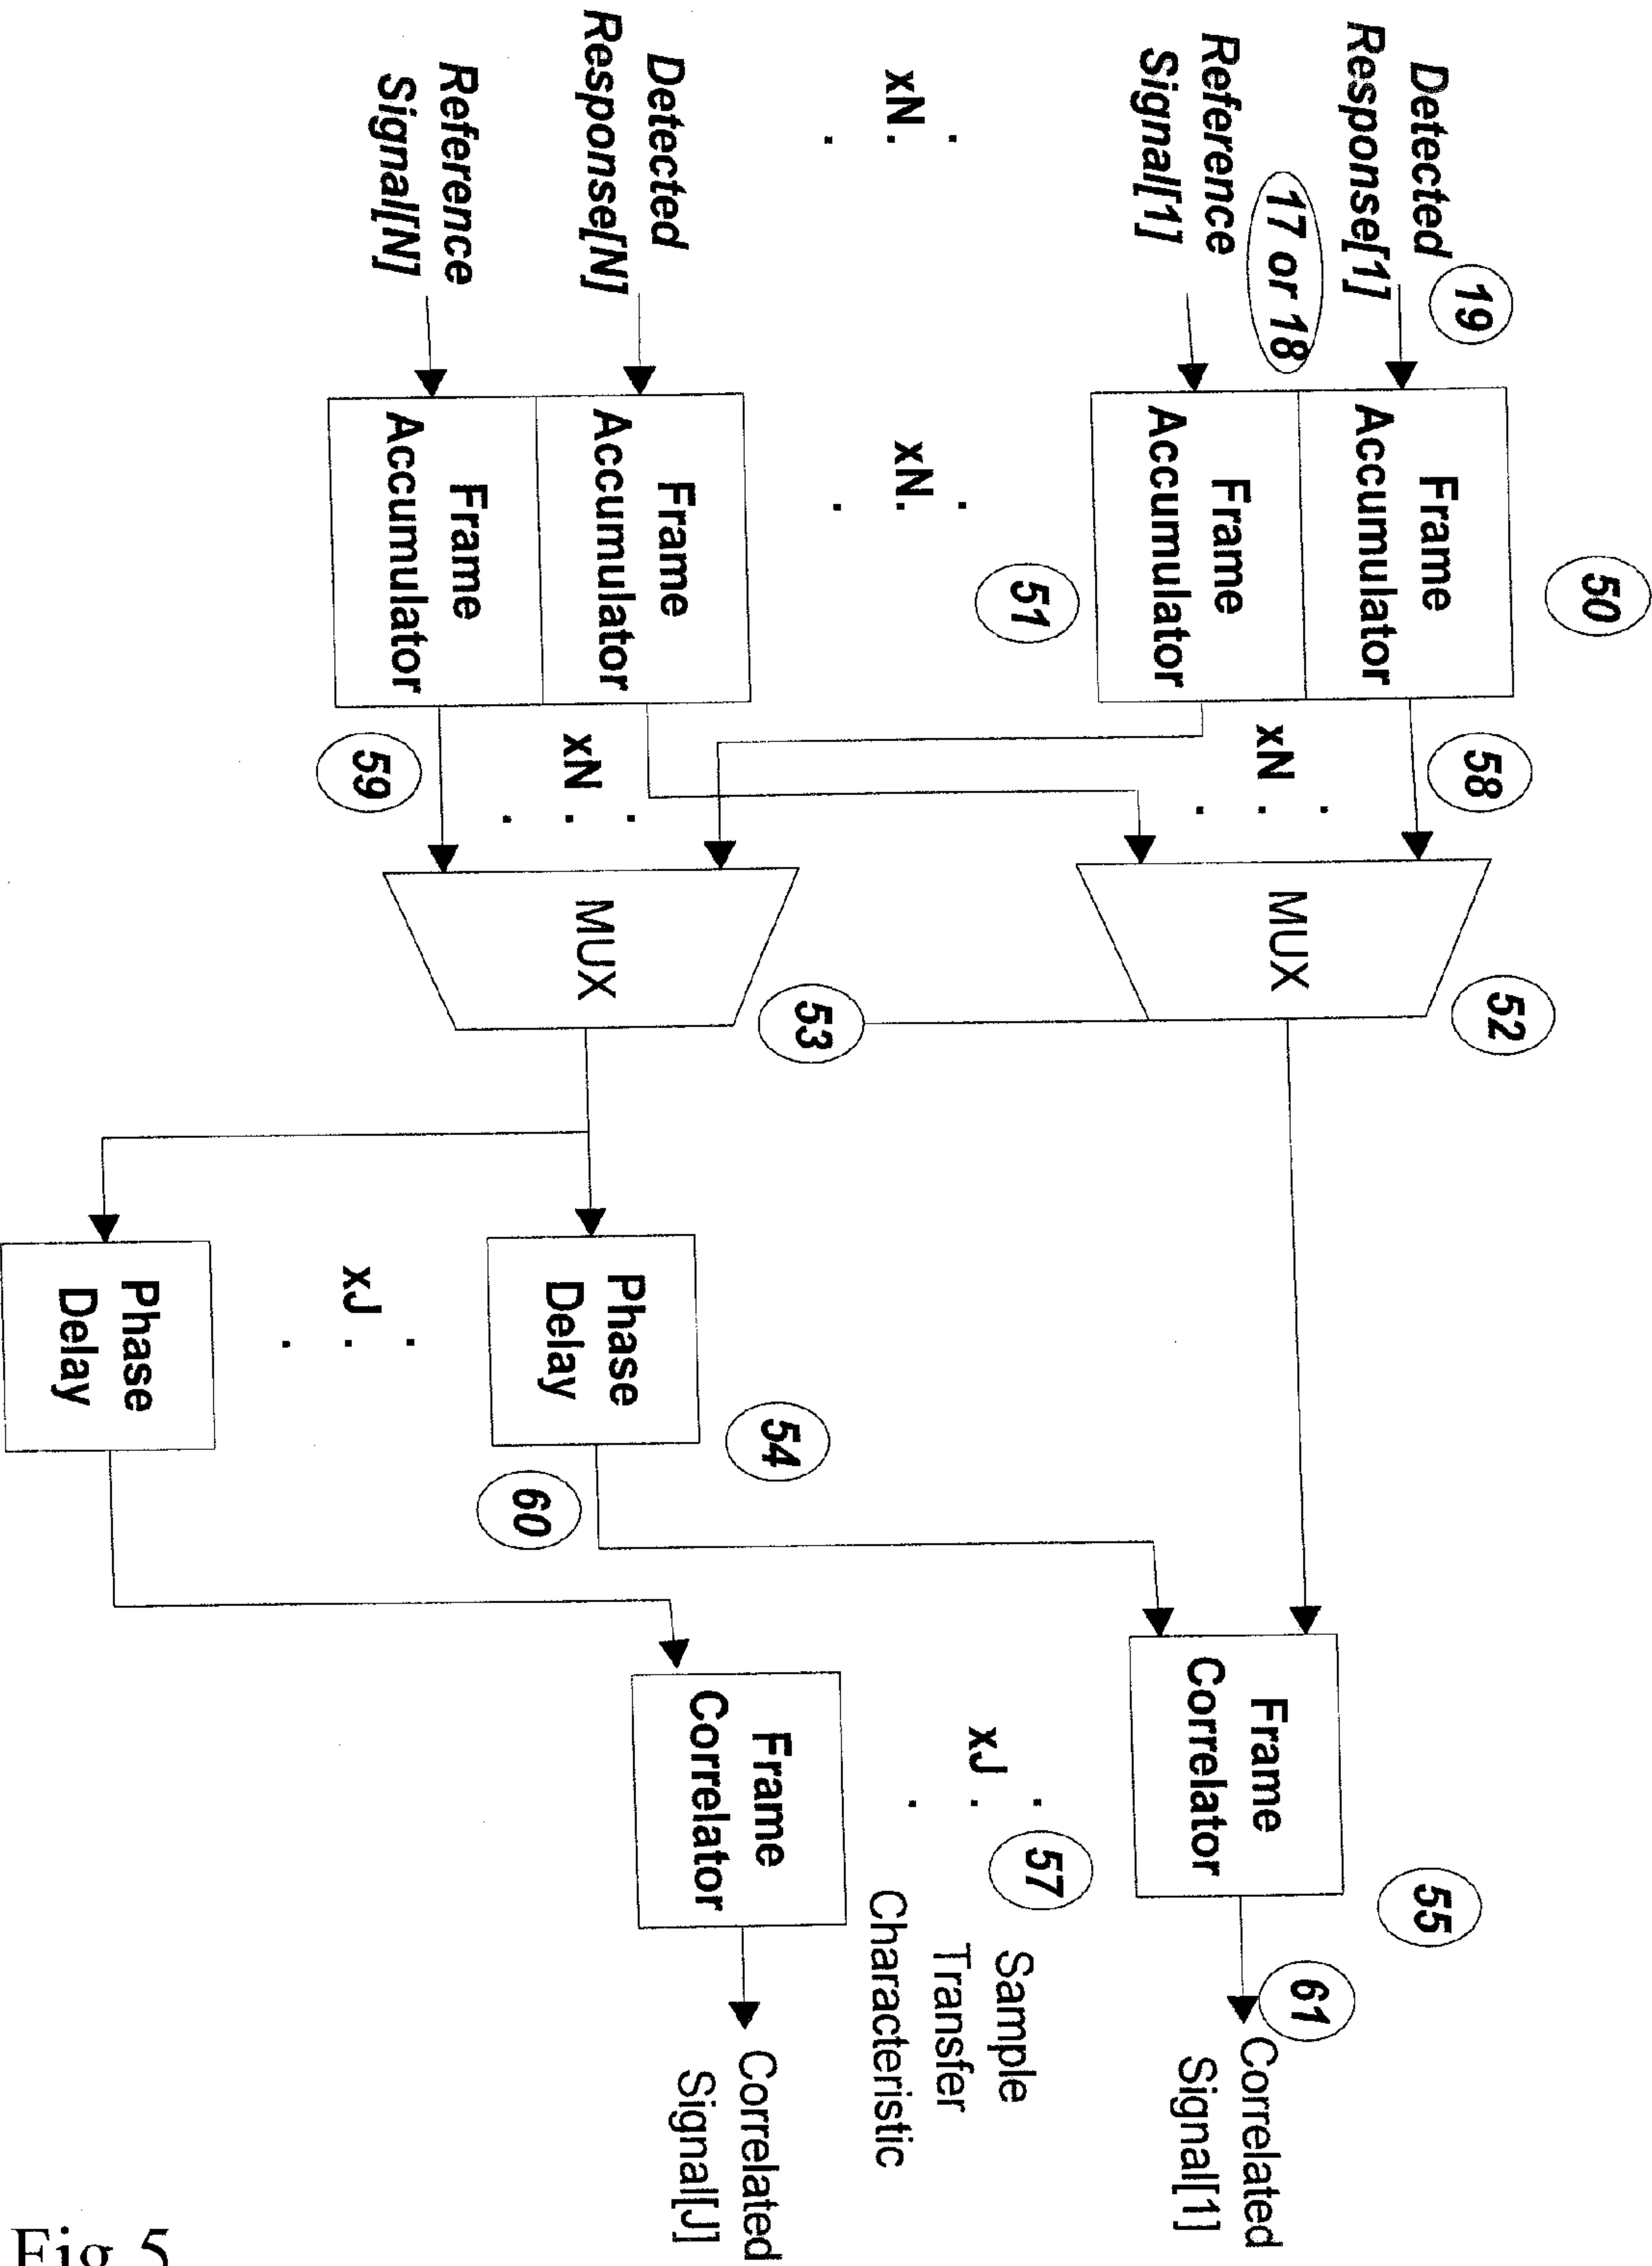 Detected
Response[1]
19
17 or 18
Reference
Signal[1]
xN
Detected
Response[N]
Reference
Signal[N]
50
Frame
Accumulator
Frame
Accumulator
51
xN
Frame
Accumulator
Frame
Accumulator
58
xN
xN
59
52
MUX
53
MUX
54
Phase
Delay
60
xJ
Phase
Delay
55
Frame
Correlator
xJ
57
Frame
Correlator
61
Correlated
Signal[1]
Sample
Transfer
Characteristic
Correlated
Signal[J]
Fig 5